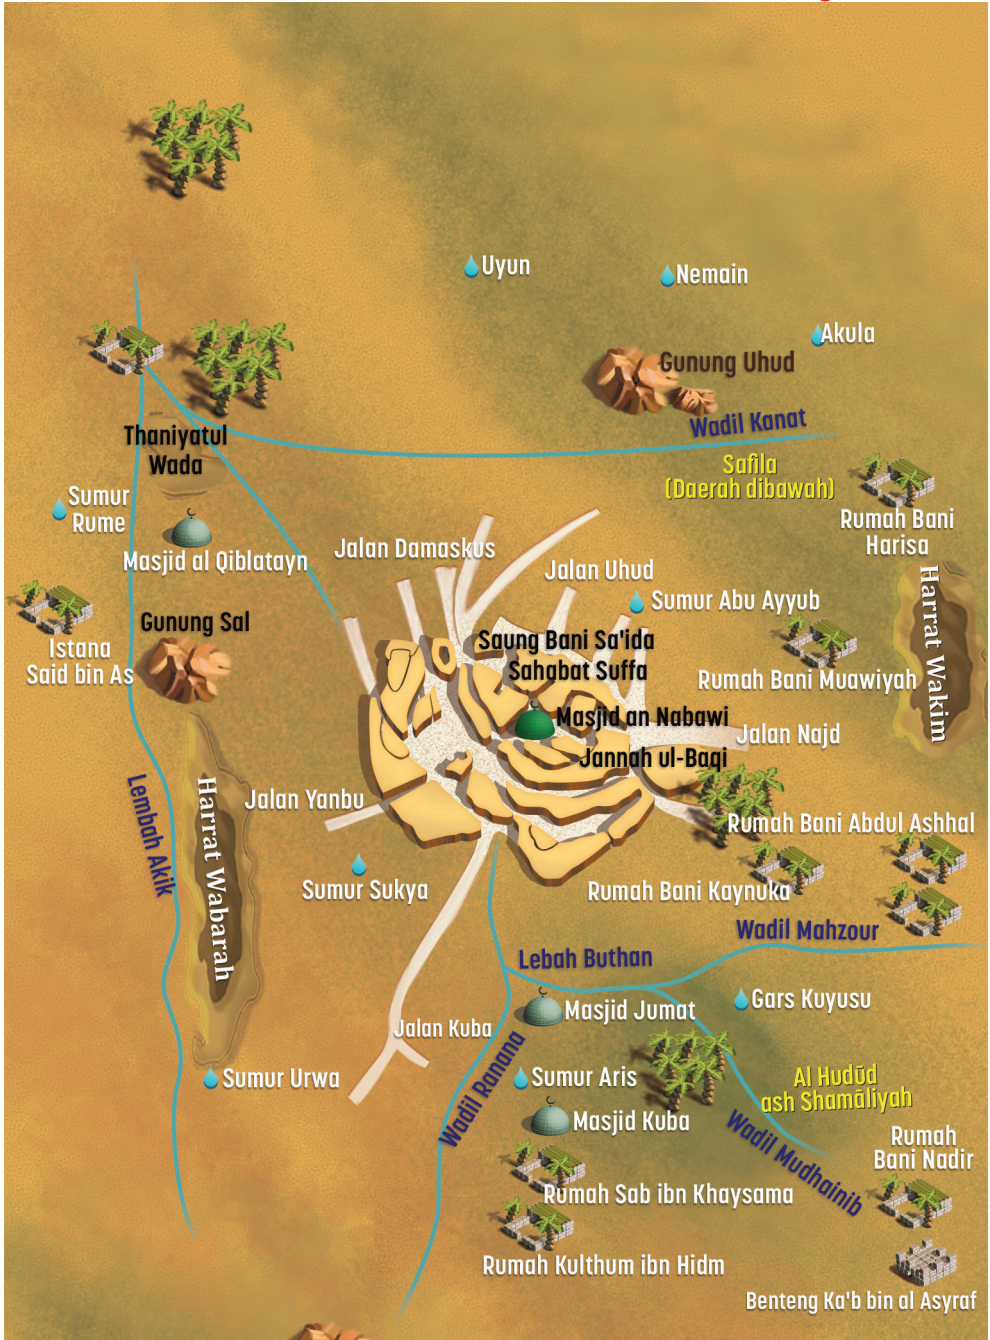 Uyun
Nemain
Akula
Gunung Uhud
Wadil Kanat
Thaniyatul
Wada
Safila
(Daerah dibawah)
Sumur
Rume
Rumah Bani
Harisa
Masjid al Qiblatayn
Jalan Damaskus
Jalan Uhud
Harrat Wakim
Sumur Abu Ayyub
Gunung Sal
Istana
Said bin As
Saung Bani Sa'ida
Sahabat Suffa
Rumah Bani Muawiyah
Masjid an Nabawi
Jalan Najd
Jannah ul-Baqi
Lembah Akik
Harrat Wabarah
Jalan Yanbu
Rumah Bani Abdul Ashhal
Sumur Sukya
Rumah Bani Kaynuka
Wadil Mahzour
Lebah Buthan
Gars Kuyusu
Masjid Jumat
Jalan Kuba
Wadil Ranana
Sumur Urwa
Sumur Aris
Al Hudūd
ash Shamāliyah
Masjid Kuba
Wadil Mudhainib
Rumah
Bani Nadir
Rumah Sab ibn Khaysama
Rumah Kulthum ibn Hidm
Benteng Ka'b bin al Asyraf